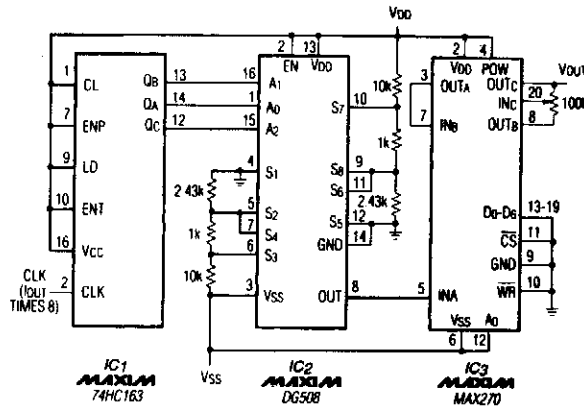 VDD
1 CL
7 ENP
9 LD
10 ENT
16 VCC
CLK 2 CLK
(fOUT
TIMES 8)
QB 13
QA 14
QC 12
IC1
MAXIM
74HC163
2 13
EN VDD
16 A1
1 A0
15 A2
4 S1
2 43k
5 S2
7 S4
1k
6 S3
10k
3 VSS
VSS
S7 10
10k
1k
S8 9
S6 11
2.43k
S5 12
GND 14
OUT 8
IC2
MAXIM
DG508
2 4
VDD POW
3 OUTA
7 INB
5 INA
OUTC VOUT
INC 20
100k
OUTB 8
D0-D6 13-19
CS 11
GND 9
WR 10
VSS A0
6 12
IC3
MAXIM
MAX270